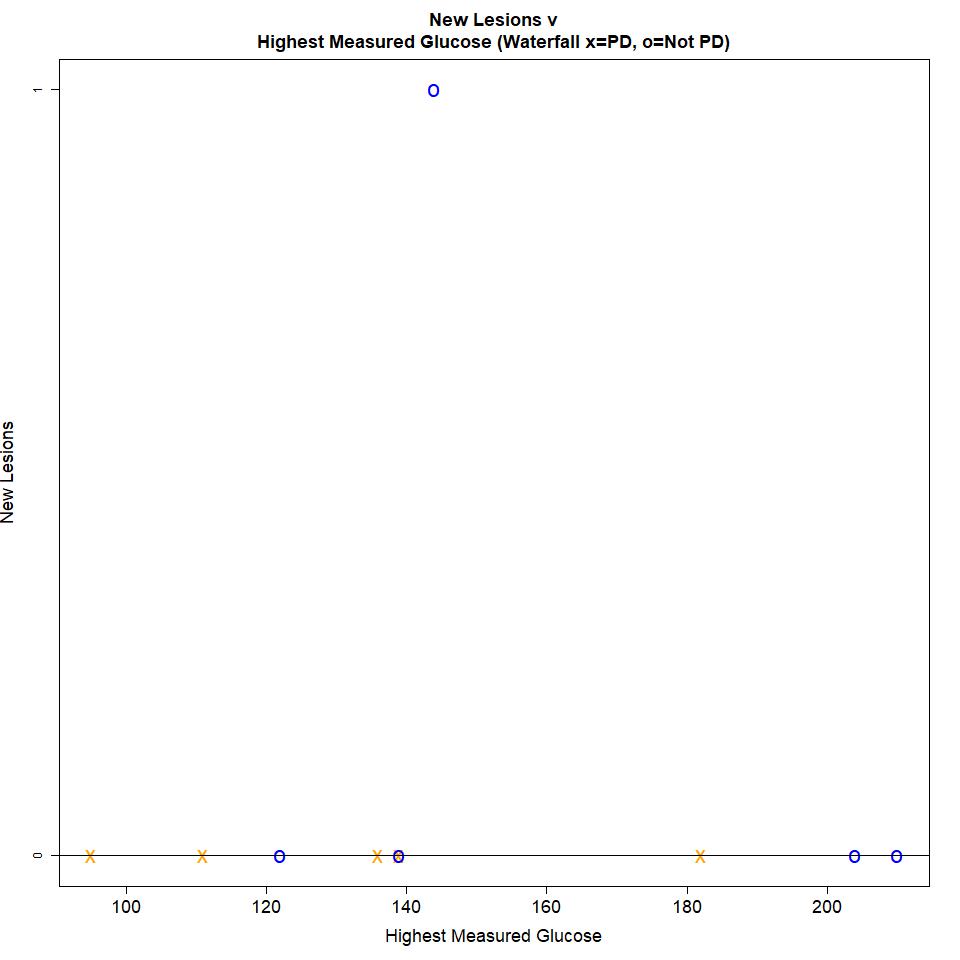 New Lesions v
Highest Measured Glucose (Waterfall x=PD, o=Not PD)
1
New Lesions
0
100 120 140 160 180 200
Highest Measured Glucose